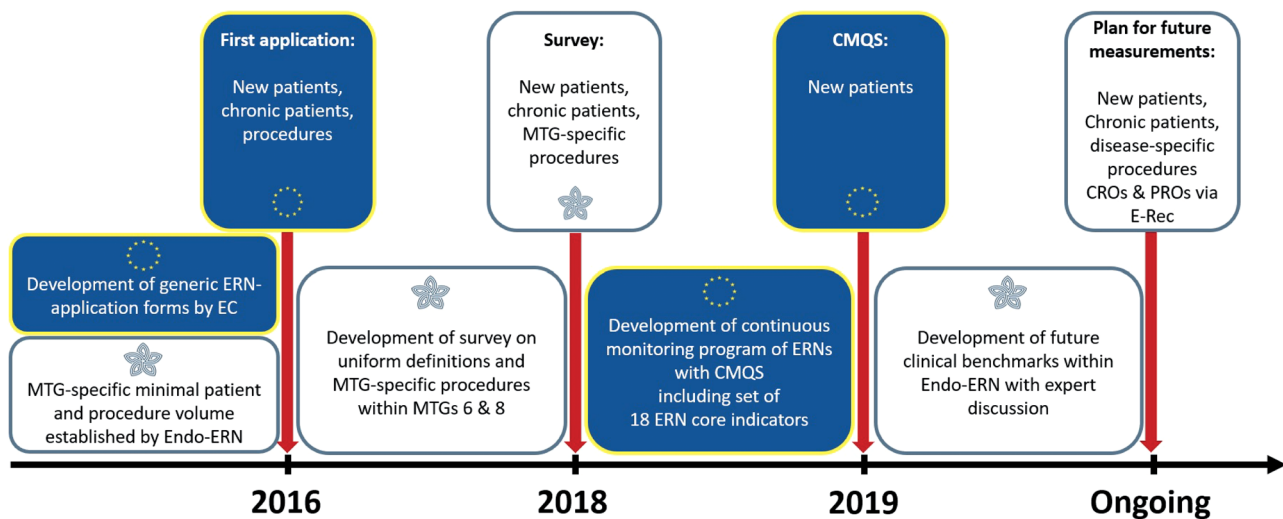 First application:
New patients,
chronic patients,
procedures
Survey:
New patients,
chronic patients,
MTG-specific
procedures
CMQS:
New patients
Plan for future
measurements:
New patients,
Chronic patients,
disease-specific
procedures
CROs & PROs via
E-Rec
Development of generic ERN-
application forms by EC
MTG-specific minimal patient
and procedure volume
established by Endo-ERN
Development of survey on
uniform definitions and
MTG-specific procedures
within MTGs 6 & 8
Development of continuous
monitoring program of ERNs
with CMQS
including set of
18 ERN core indicators
Development of future
clinical benchmarks within
Endo-ERN with expert
discussion
2016
2018
2019
Ongoing